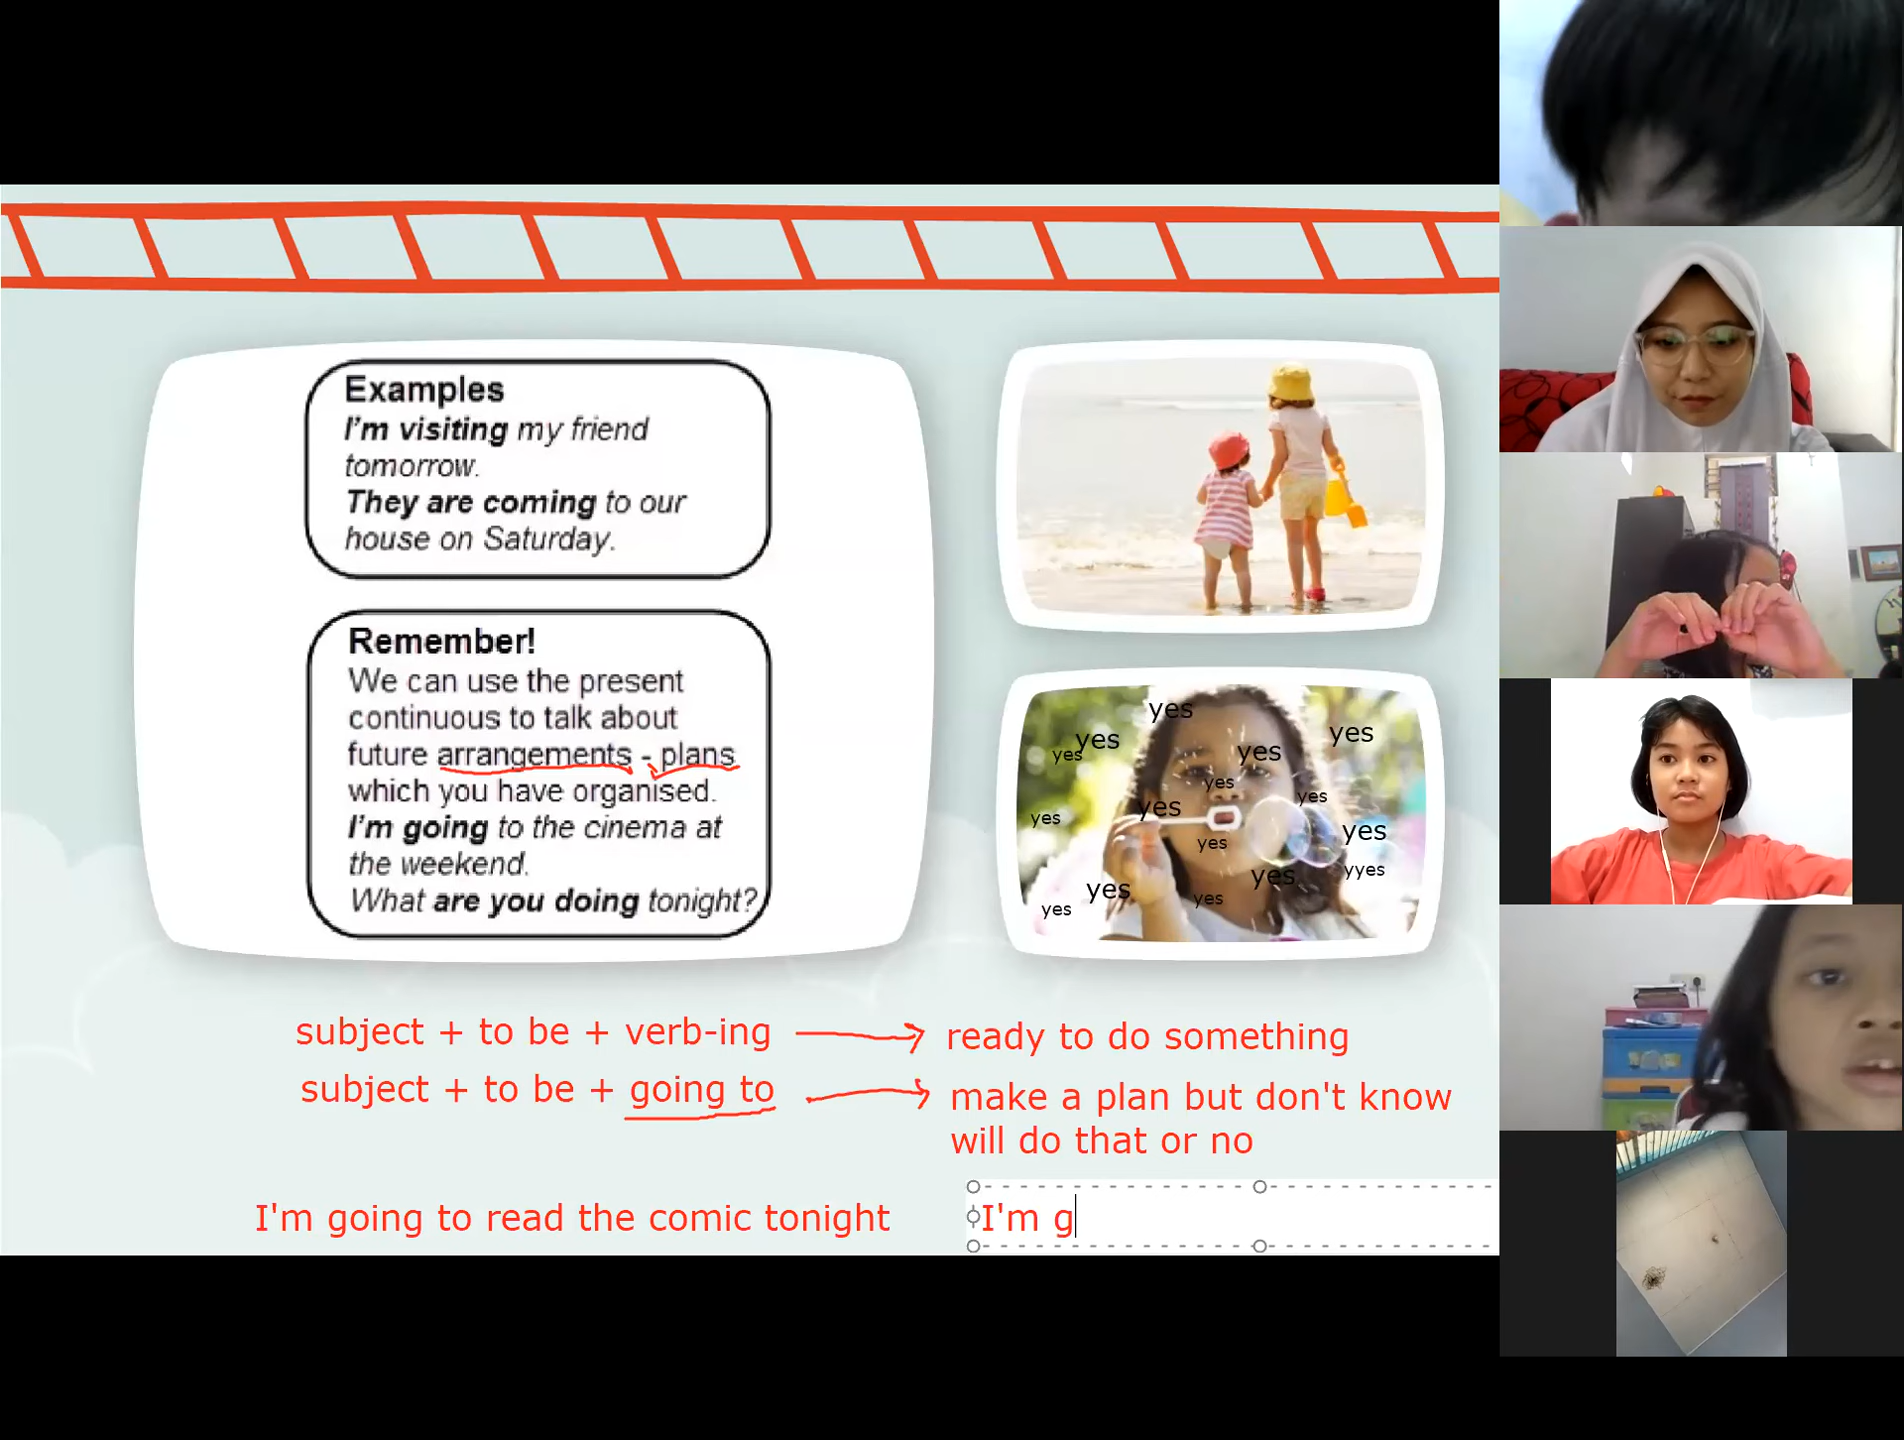 Examples
I'm visiting my friend
tomorrow.
They are coming to our
house on Saturday.
Remember!
We can use the present
continuous to talk about
future arrangements - plans
which you have organised.
I'm going to the cinema at
the weekend.
What are you doing tonight?
yes
yes
yes
yes
yes
yes
yes
yes
yes
yes
yes
yyes
yes
yes
yes
yes
subject + to be + verb-ing
ready to do something
subject + to be + going to
make a plan but don't know
will do that or no
I'm going to read the comic tonight
I'm g